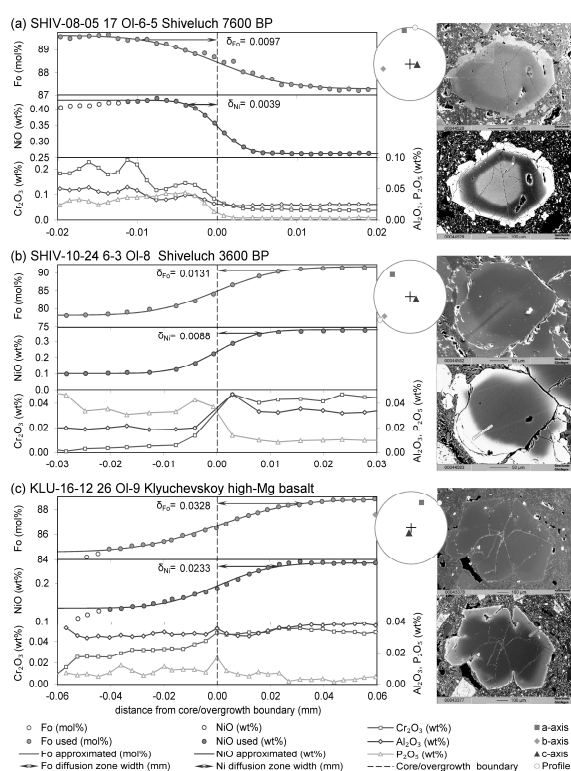 (a) SHIV-08-05 17 Ol-6-5 Shiveluch 7600 BP
Fo (mol%)
89
88
87
δFo= 0.0097
NiO (wt%)
0.40
0.35
0.30
0.25
δNi= 0.0039
Cr2O3 (wt%)
0.2
0.1
0.0
0.10
0.05
0.00
Al2O3, P2O5 (wt%)
-0.02 -0.01 0.00 0.01 0.02
(b) SHIV-10-24 6-3 Ol-8 Shiveluch 3600 BP
Fo (mol%)
90
85
80
75
δFo= 0.0131
NiO (wt%)
0.3
0.2
0.1
0.0
δNi= 0.0088
Cr2O3 (wt%)
0.04
0.02
0.00
0.04
0.02
0.00
Al2O3, P2O5 (wt%)
-0.03 -0.02 -0.01 0.00 0.01 0.02 0.03
50 µm
50 µm
(c) KLU-16-12 26 Ol-9 Klyuchevskoy high-Mg basalt
Fo (mol%)
88
86
84
δFo= 0.0328
NiO (wt%)
0.2
0.1
δNi= 0.0233
Cr2O3 (wt%)
0.04
0.02
0.00
0.04
0.02
0.00
Al2O3, P2O5 (wt%)
-0.06 -0.04 -0.02 0.00 0.02 0.04 0.06
distance from core/overgrowth boundary (mm)
100 µm
100 µm
Fo (mol%) NiO (wt%) Cr2O3 (wt%) a-axis
Fo used (mol%) NiO used (wt%) Al2O3 (wt%) b-axis
Fo approximated (mol%) NiO approximated (wt%) P2O5 (wt%) c-axis
Fo diffusion zone width (mm) Ni diffusion zone width (mm) Core/overgrowth boundary Profile